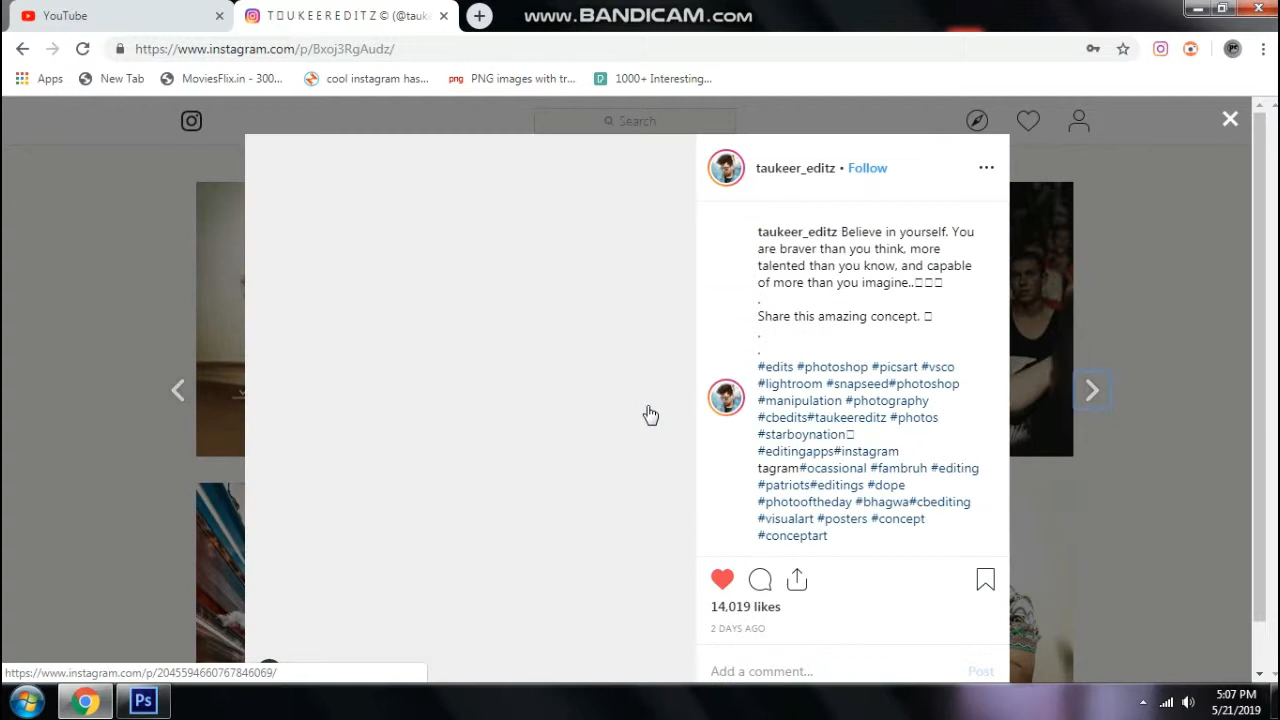 YouTube
T▯UKEEREDITZ© (@tauke
WWW.BANDICAM.COM
https://www.instagram.com/p/Bxoj3RgAudz/
Apps
New Tab
MoviesFlix.in - 300...
cool instagram has...
png
PNG images with tr...
1000+ Interesting...
Search
taukeer_editz • Follow
taukeer_editz Believe in yourself. You
are braver than you think, more
talented than you know, and capable
of more than you imagine..▯▯▯
.
Share this amazing concept. ▯
.
.
#edits #photoshop #picsart #vsco
#lightroom #snapseed#photoshop
#manipulation #photography
#cbedits#taukeereditz #photos
#starboynation▯
#editingapps#instagram
tagram#ocassional #fambruh #editing
#patriots#editings #dope
#photooftheday #bhagwa#cbediting
#visualart #posters #concept
#conceptart
14,019 likes
2 DAYS AGO
Add a comment...
Post
https://www.instagram.com/p/2045594660767846069/
Ps
5:07 PM
5/21/2019